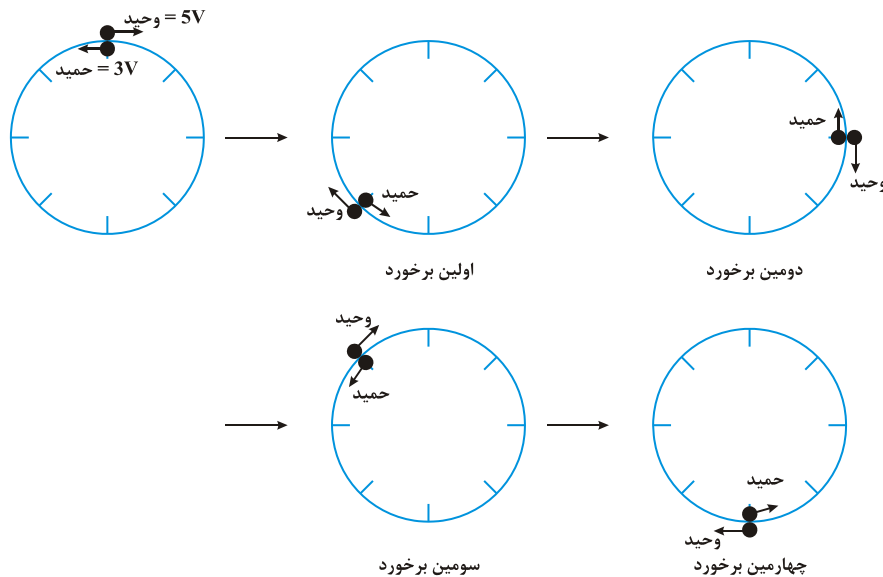 وحید = 5V
حمید = 3V
حمید
وحید
اولین برخورد
حمید
وحید
دومین برخورد
وحید
حمید
سومین برخورد
حمید
وحید
چهارمین برخورد